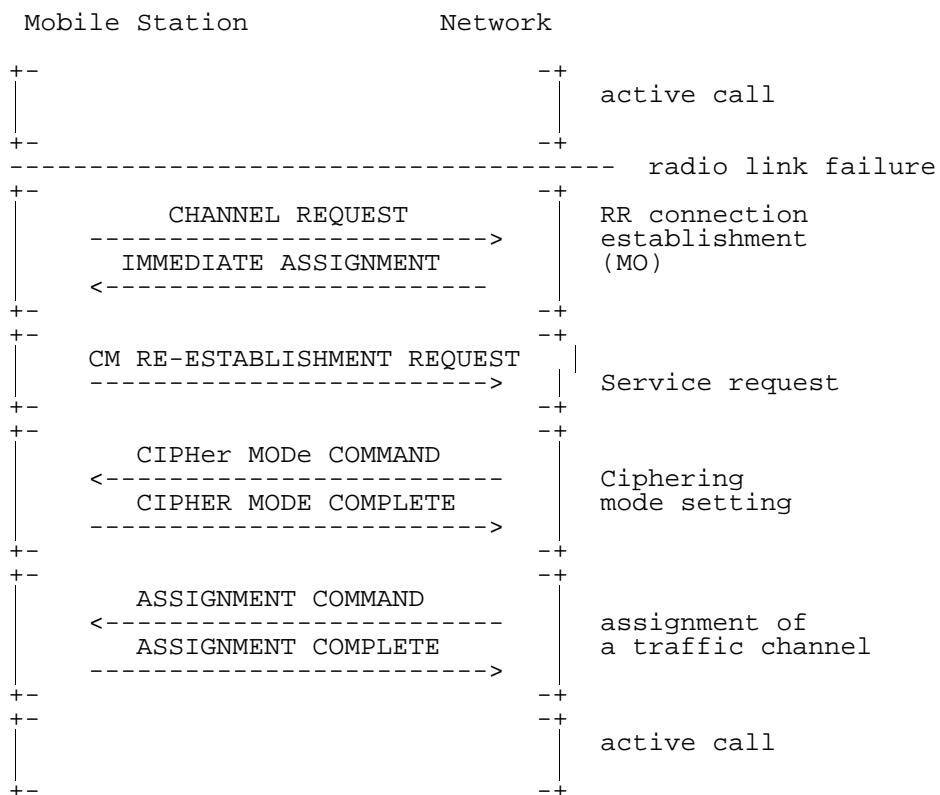 Mobile Station Network
+- -+
active call
+- -+
-------------------------------------- radio link failure
+- -+
CHANNEL REQUEST RR connection
-------------------------> establishment
IMMEDIATE ASSIGNMENT (MO)
<------------------------
+- -+
+- -+
CM RE-ESTABLISHMENT REQUEST |
-------------------------> | Service request
+- -+
+- -+
CIPHer MODe COMMAND
<------------------------- Ciphering
CIPHER MODE COMPLETE mode setting
------------------------->
+- -+
+- -+
ASSIGNMENT COMMAND
<------------------------- assignment of
ASSIGNMENT COMPLETE a traffic channel
------------------------->
+- -+
+- -+
active call
+- -+